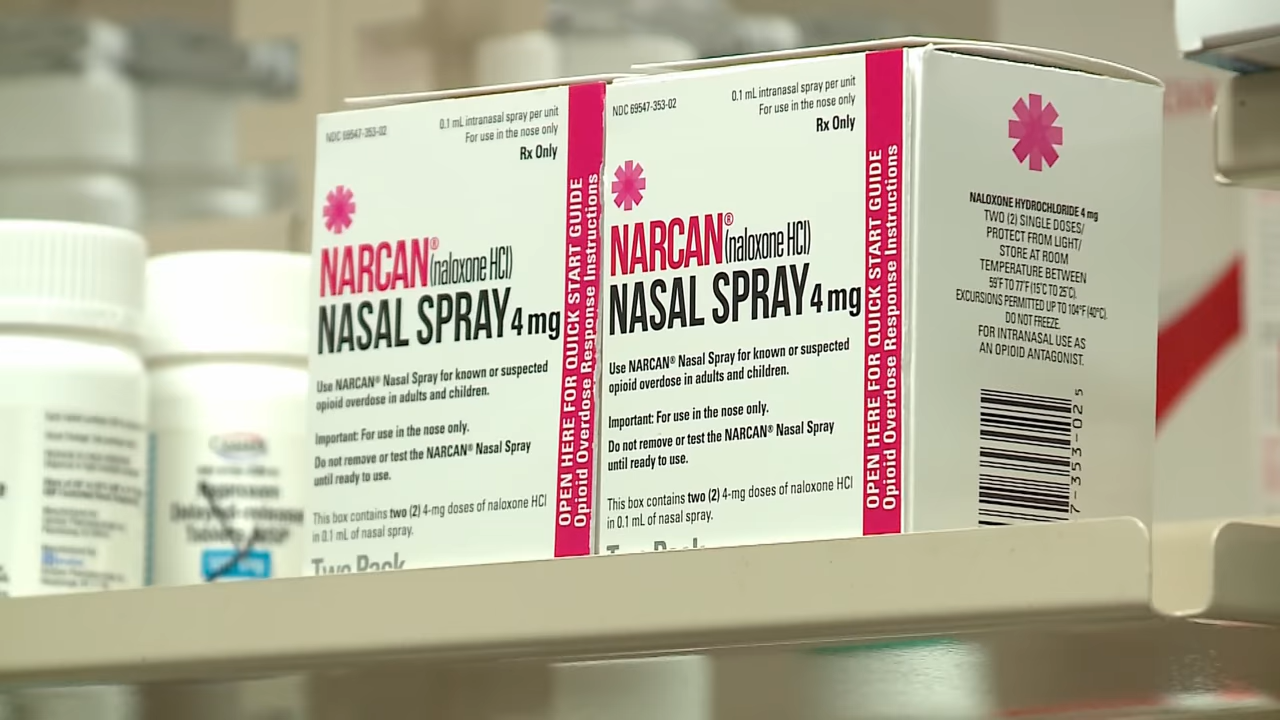 NDC 69547-353-02
0.1 mL intranasal spray per unit
For use in the nose only
Rx Only
NARCAN® (naloxone HCl)
NASAL SPRAY 4 mg
Use NARCAN® Nasal Spray for known or suspected
opioid overdose in adults and children.
Important: For use in the nose only.
Do not remove or test the NARCAN® Nasal Spray
until ready to use.
This box contains two (2) 4-mg doses of naloxone HCl
in 0.1 mL of nasal spray.
Two Pack
OPEN HERE FOR QUICK START GUIDE
Opioid Overdose Response Instructions
NDC 69547-353-02
0.1 mL intranasal spray per unit
For use in the nose only
Rx Only
NARCAN® (naloxone HCl)
NASAL SPRAY 4 mg
Use NARCAN® Nasal Spray for known or suspected
opioid overdose in adults and children.
Important: For use in the nose only.
Do not remove or test the NARCAN® Nasal Spray
until ready to use.
This box contains two (2) 4-mg doses of naloxone HCl
in 0.1 mL of nasal spray.
Two Pack
OPEN HERE FOR QUICK START GUIDE
Opioid Overdose Response Instructions
NALOXONE HYDROCHLORIDE 4 mg
TWO (2) SINGLE DOSES/
PROTECT FROM LIGHT/
STORE AT ROOM
TEMPERATURE BETWEEN
59°F TO 77°F (15°C TO 25°C).
EXCURSIONS PERMITTED UP TO 104°F (40°C).
DO NOT FREEZE.
FOR INTRANASAL USE AS
AN OPIOID ANTAGONIST.
7-353-02 5